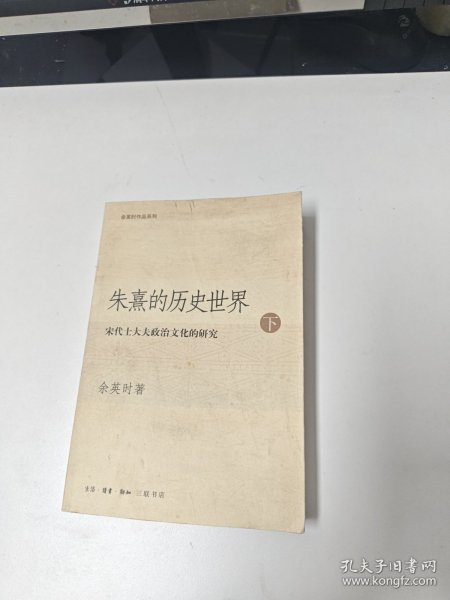 余英时作品系列
朱熹的历史世界
下
宋代士大夫政治文化的研究
余英时著
生活·读书·新知 三联书店
孔夫子旧书网
www.kongfz.com